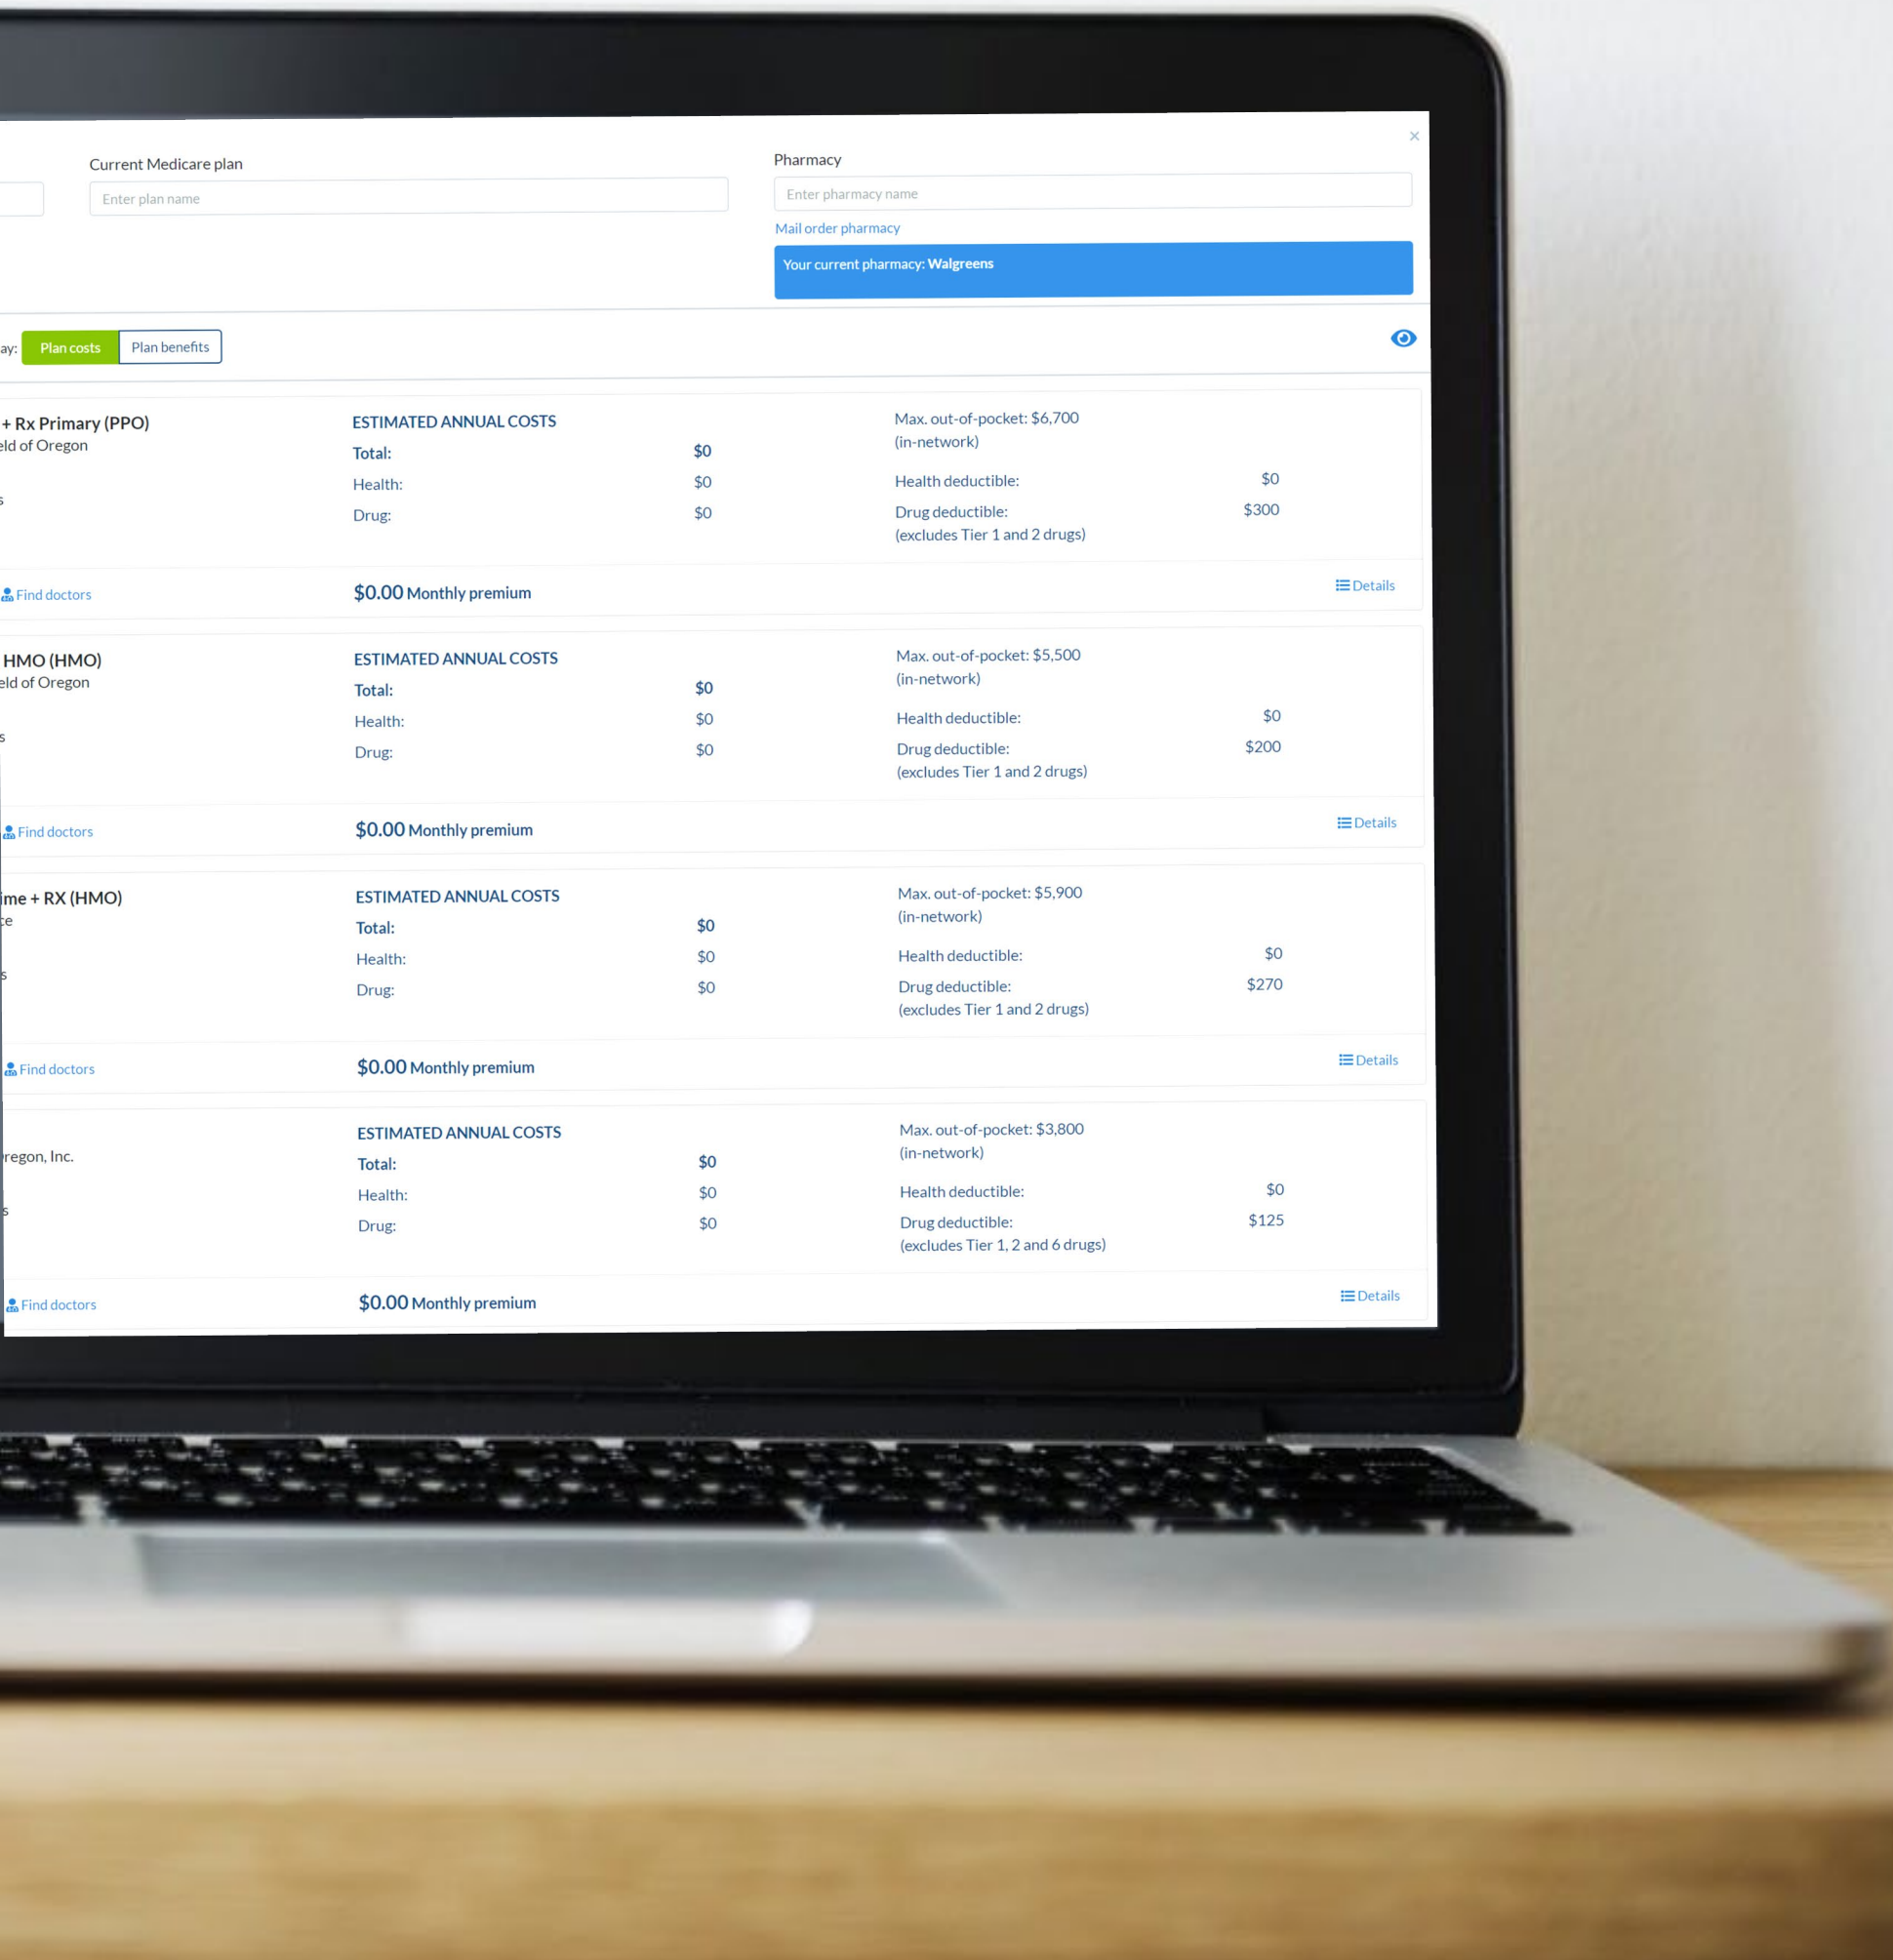 ×
Current Medicare plan
Enter plan name
Pharmacy
Enter pharmacy name
Mail order pharmacy
Your current pharmacy: Walgreens
ay: Plan costs Plan benefits
+ Rx Primary (PPO)
eld of Oregon
s
ESTIMATED ANNUAL COSTS
Total: $0
Health: $0
Drug: $0
Max. out-of-pocket: $6,700
(in-network)
Health deductible: $0
Drug deductible: $300
(excludes Tier 1 and 2 drugs)
Find doctors
$0.00 Monthly premium
Details
HMO (HMO)
eld of Oregon
s
ESTIMATED ANNUAL COSTS
Total: $0
Health: $0
Drug: $0
Max. out-of-pocket: $5,500
(in-network)
Health deductible: $0
Drug deductible: $200
(excludes Tier 1 and 2 drugs)
Find doctors
$0.00 Monthly premium
Details
ime + RX (HMO)
ce
s
ESTIMATED ANNUAL COSTS
Total: $0
Health: $0
Drug: $0
Max. out-of-pocket: $5,900
(in-network)
Health deductible: $0
Drug deductible: $270
(excludes Tier 1 and 2 drugs)
Find doctors
$0.00 Monthly premium
Details
regon, Inc.
s
ESTIMATED ANNUAL COSTS
Total: $0
Health: $0
Drug: $0
Max. out-of-pocket: $3,800
(in-network)
Health deductible: $0
Drug deductible: $125
(excludes Tier 1, 2 and 6 drugs)
Find doctors
$0.00 Monthly premium
Details